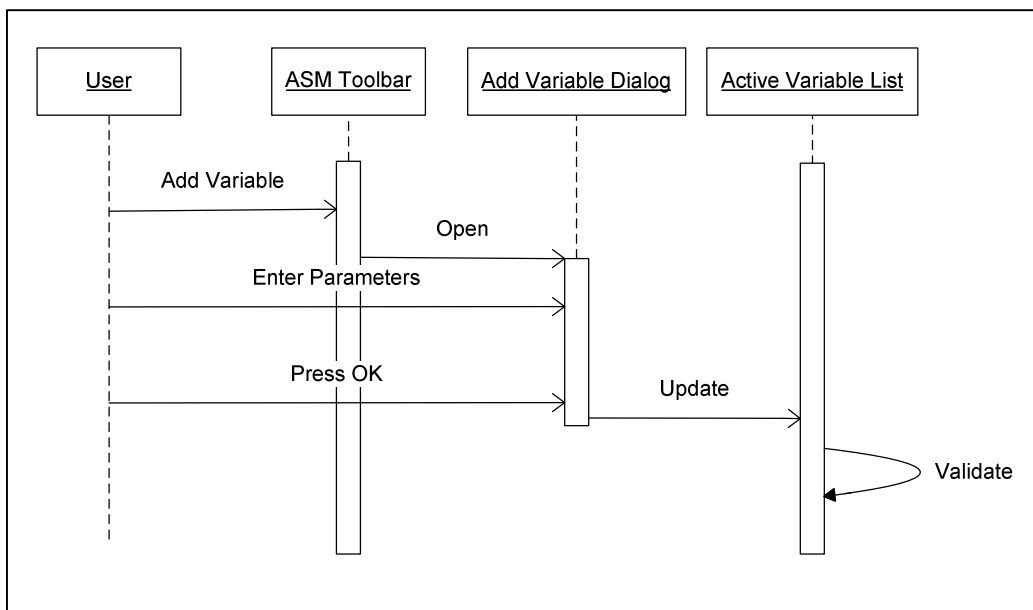 User
ASM Toolbar
Add Variable Dialog
Active Variable List
Add Variable
Open
Enter Parameters
Press OK
Update
Validate